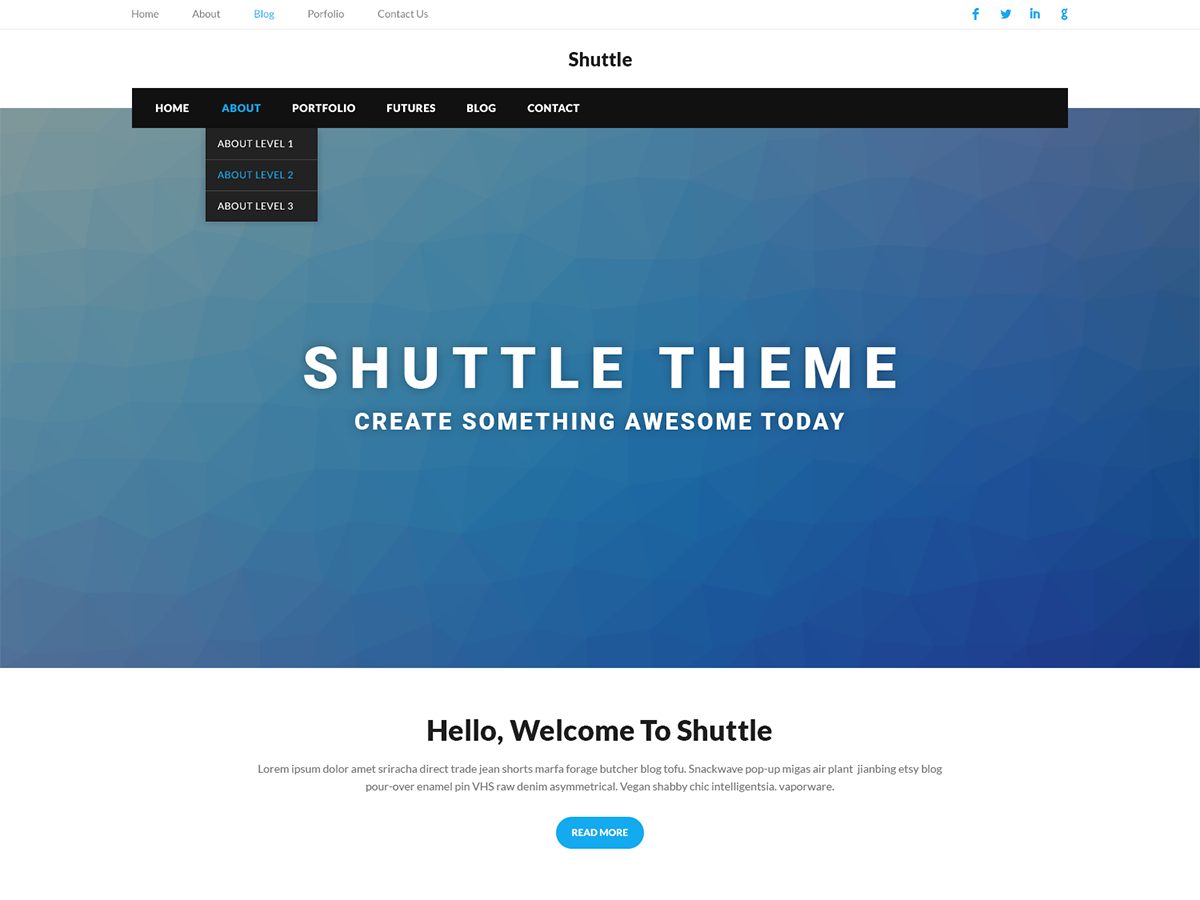 Home About Blog Porfolio Contact Us
Shuttle
HOME ABOUT PORTFOLIO FUTURES BLOG CONTACT
ABOUT LEVEL 1
ABOUT LEVEL 2
ABOUT LEVEL 3
SHUTTLE THEME
CREATE SOMETHING AWESOME TODAY
Hello, Welcome To Shuttle
Lorem ipsum dolor amet sriracha direct trade jean shorts marfa forage butcher blog tofu. Snackwave pop-up migas air plant jianbing etsy blog
pour-over enamel pin VHS raw denim asymmetrical. Vegan shabby chic intelligentsia. vaporware.
READ MORE